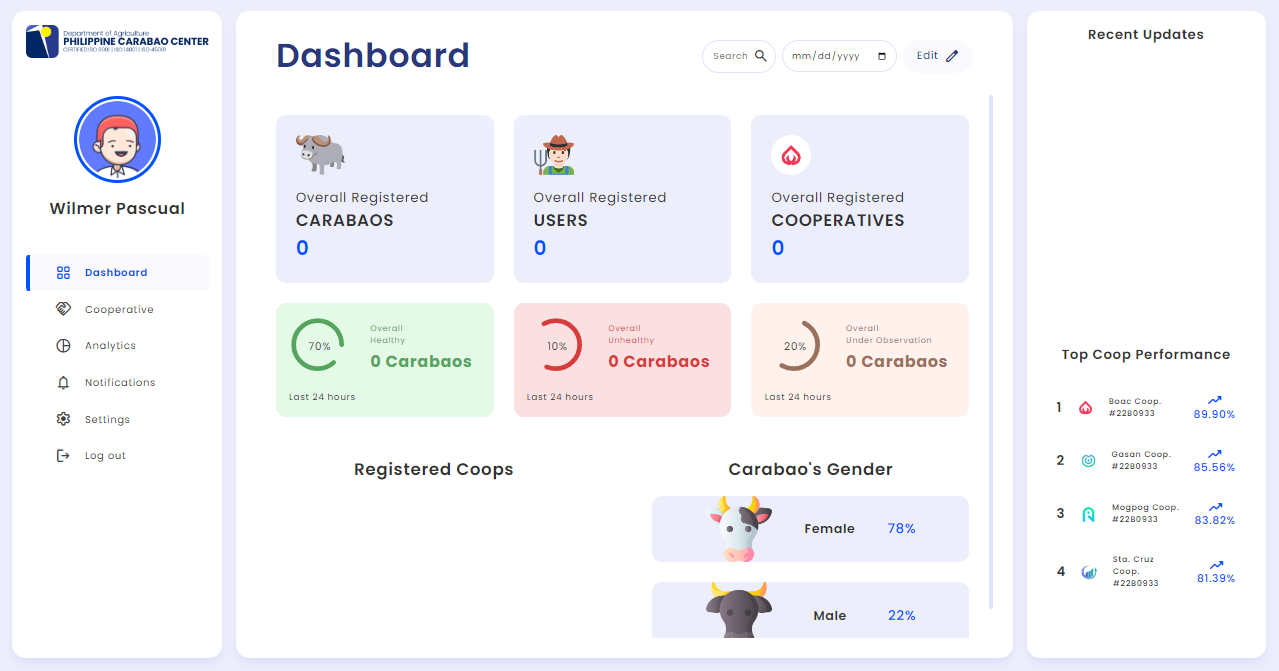 Department of Agriculture
PHILIPPINE CARABAO CENTER
CERTIFIED ISO 9001 | ISO 14001 | ISO 45001
Wilmer Pascual
Dashboard
Cooperative
Analytics
Notifications
Settings
Log out
Dashboard
Search
mm/dd/yyyy
Edit
Overall Registered
CARABAOS
0
Overall Registered
USERS
0
Overall Registered
COOPERATIVES
0
70%
Overall
Healthy
0 Carabaos
Last 24 hours
10%
Overall
Unhealthy
0 Carabaos
Last 24 hours
20%
Overall
Under Observation
0 Carabaos
Last 24 hours
Registered Coops
Carabao's Gender
Female 78%
Male 22%
Recent Updates
Top Coop Performance
1 Boac Coop.
#22B0933
89.90%
2 Gasan Coop.
#22B0933
85.56%
3 Mogpog Coop.
#22B0933
83.82%
4 Sta. Cruz
Coop.
#22B0933
81.39%